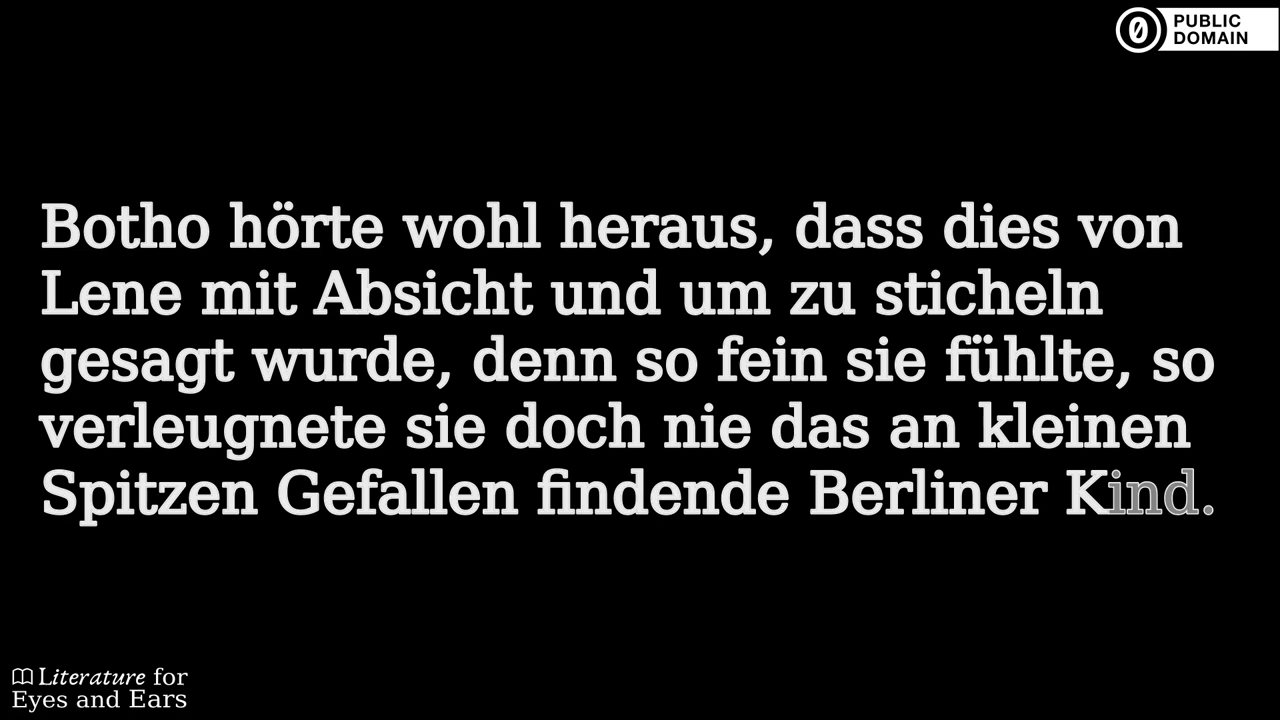 PUBLIC
DOMAIN
Botho hörte wohl heraus, dass dies von
Lene mit Absicht und um zu sticheln
gesagt wurde, denn so fein sie fühlte, so
verleugnete sie doch nie das an kleinen
Spitzen Gefallen findende Berliner Kind.
Literature for
Eyes and Ears